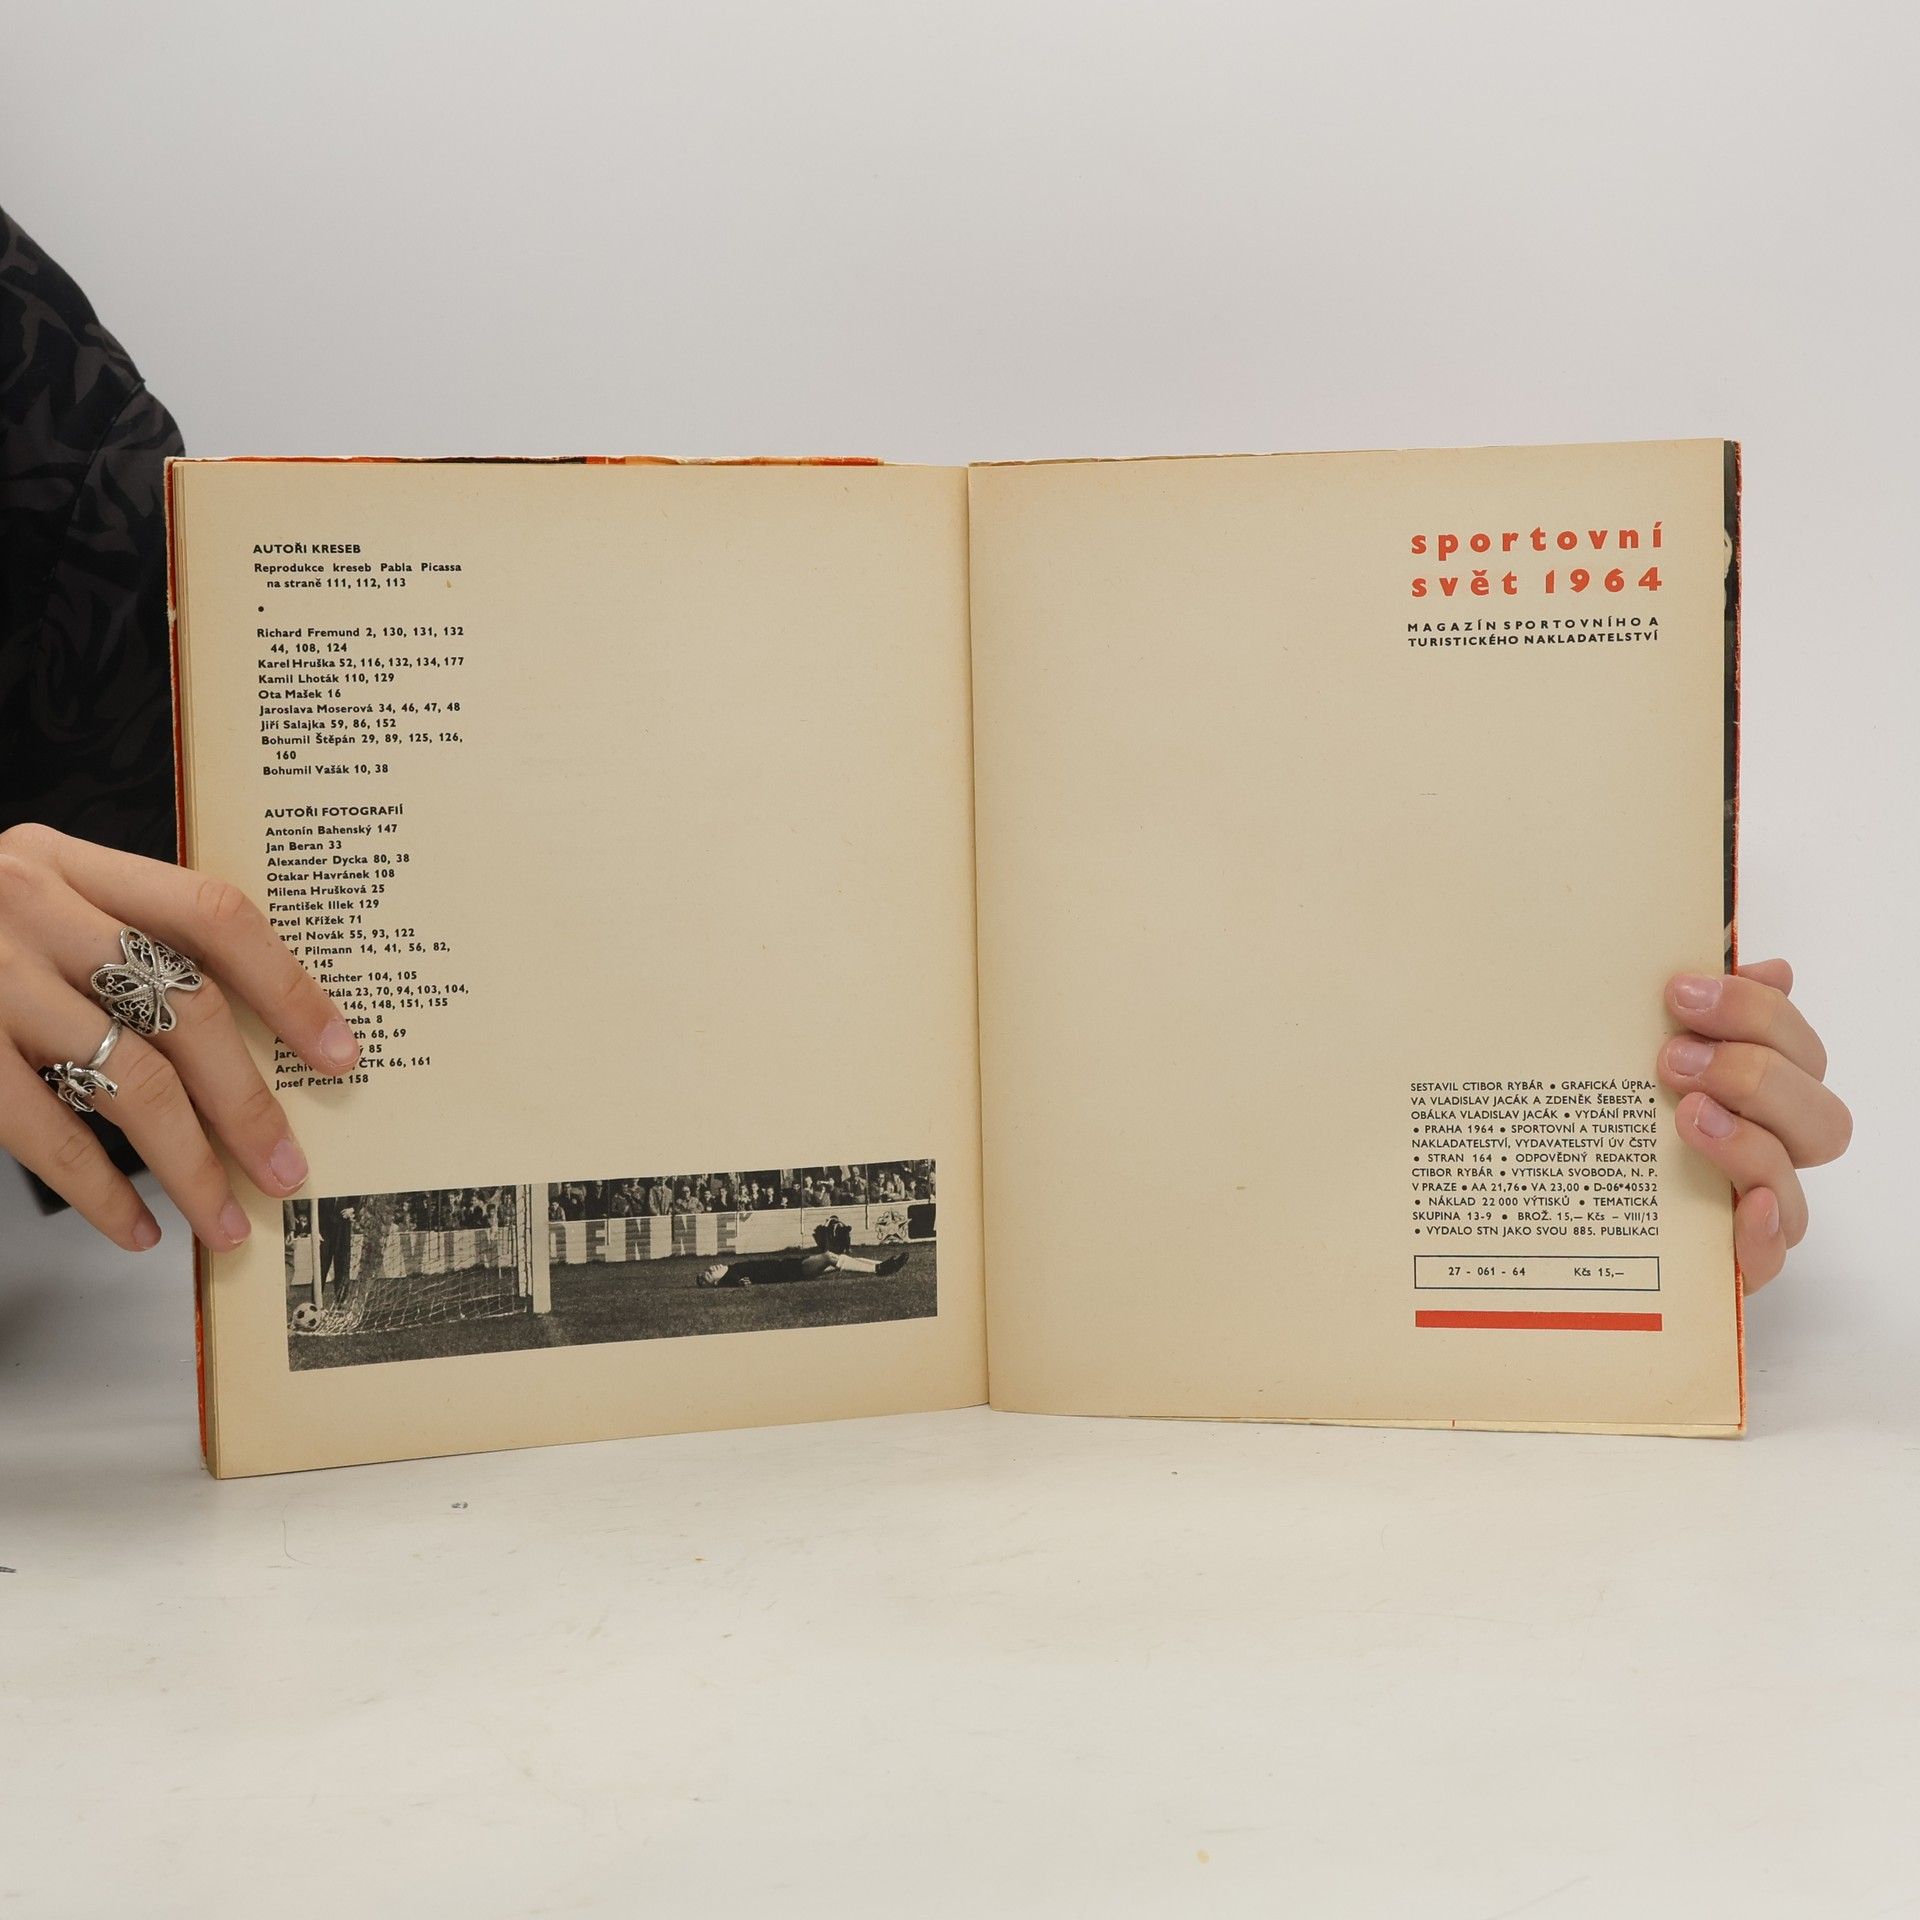 AUTOŘI KRESEB
Reprodukce kreseb Pabla Picassa
na straně 111, 112, 113
•
Richard Fremund 2, 130, 131, 132
44, 108, 124
Karel Hruška 52, 116, 132, 134, 177
Kamil Lhoták 110, 129
Ota Mašek 16
Jaroslava Moserová 34, 46, 47, 48
Jiří Salajka 59, 86, 152
Bohumil Štěpán 29, 89, 125, 126,
160
Bohumil Vašák 10, 38
AUTOŘI FOTOGRAFIÍ
Antonín Bahenský 147
Jan Beran 33
Alexander Dycka 80, 38
Otakar Havránek 108
Milena Hrušková 25
František Illek 129
Pavel Křížek 71
Karel Novák 55, 93, 122
Pilmann 14, 41, 56, 82,
145
Richter 104, 105
Skála 23, 70, 94, 103, 104,
146, 148, 151, 155
8
68, 69
85
ČTK 66, 161
Josef Petrla 158
sportovní
svět 1964
MAGAZÍN SPORTOVNÍHO A
TURISTICKÉHO NAKLADATELSTVÍ
SESTAVIL CTIBOR RYBÁR • GRAFICKÁ ÚPRA-
VA VLADISLAV JACÁK A ZDENĚK ŠEBESTA •
OBÁLKA VLADISLAV JACÁK • VYDÁNÍ PRVNÍ
• PRAHA 1964 • SPORTOVNÍ A TURISTICKÉ
NAKLADATELSTVÍ, VYDAVATELSTVÍ ÚV ČSTV
• STRAN 164 • ODPOVĚDNÝ REDAKTOR
CTIBOR RYBÁR • VYTISKLA SVOBODA, N. P.
V PRAZE • AA 21,76 • VA 23,00 • D-06*40532
• NÁKLAD 22 000 VÝTISKŮ • TEMATICKÁ
SKUPINA 13-9 • BROŽ. 15,— Kčs – VIII/13
• VYDALO STN JAKO SVOU 885. PUBLIKACI
27 - 061 - 64 Kčs 15,—